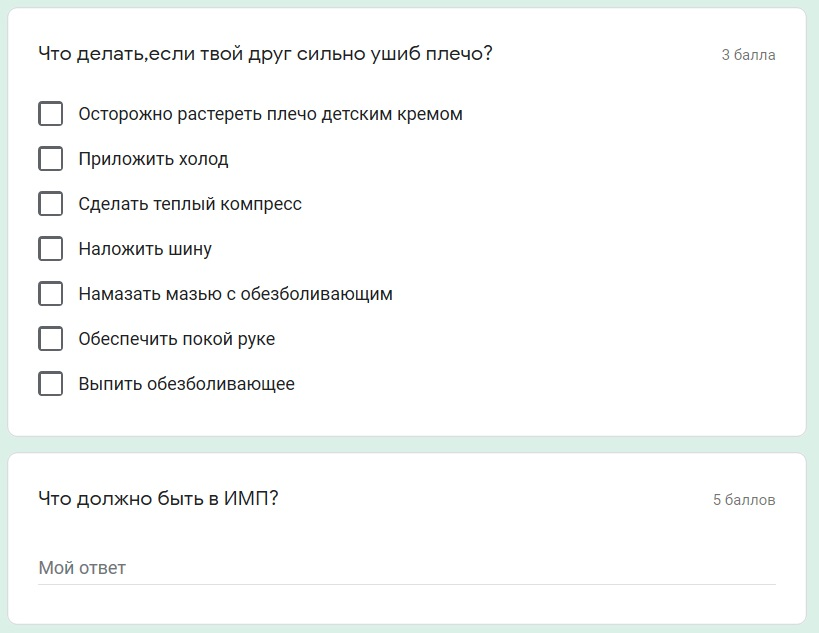 Что делать,если твой друг сильно ушиб плечо?
3 балла
Осторожно растереть плечо детским кремом
Приложить холод
Сделать теплый компресс
Наложить шину
Намазать мазью с обезболивающим
Обеспечить покой руке
Выпить обезболивающее
Что должно быть в ИМП?
5 баллов
Мой ответ